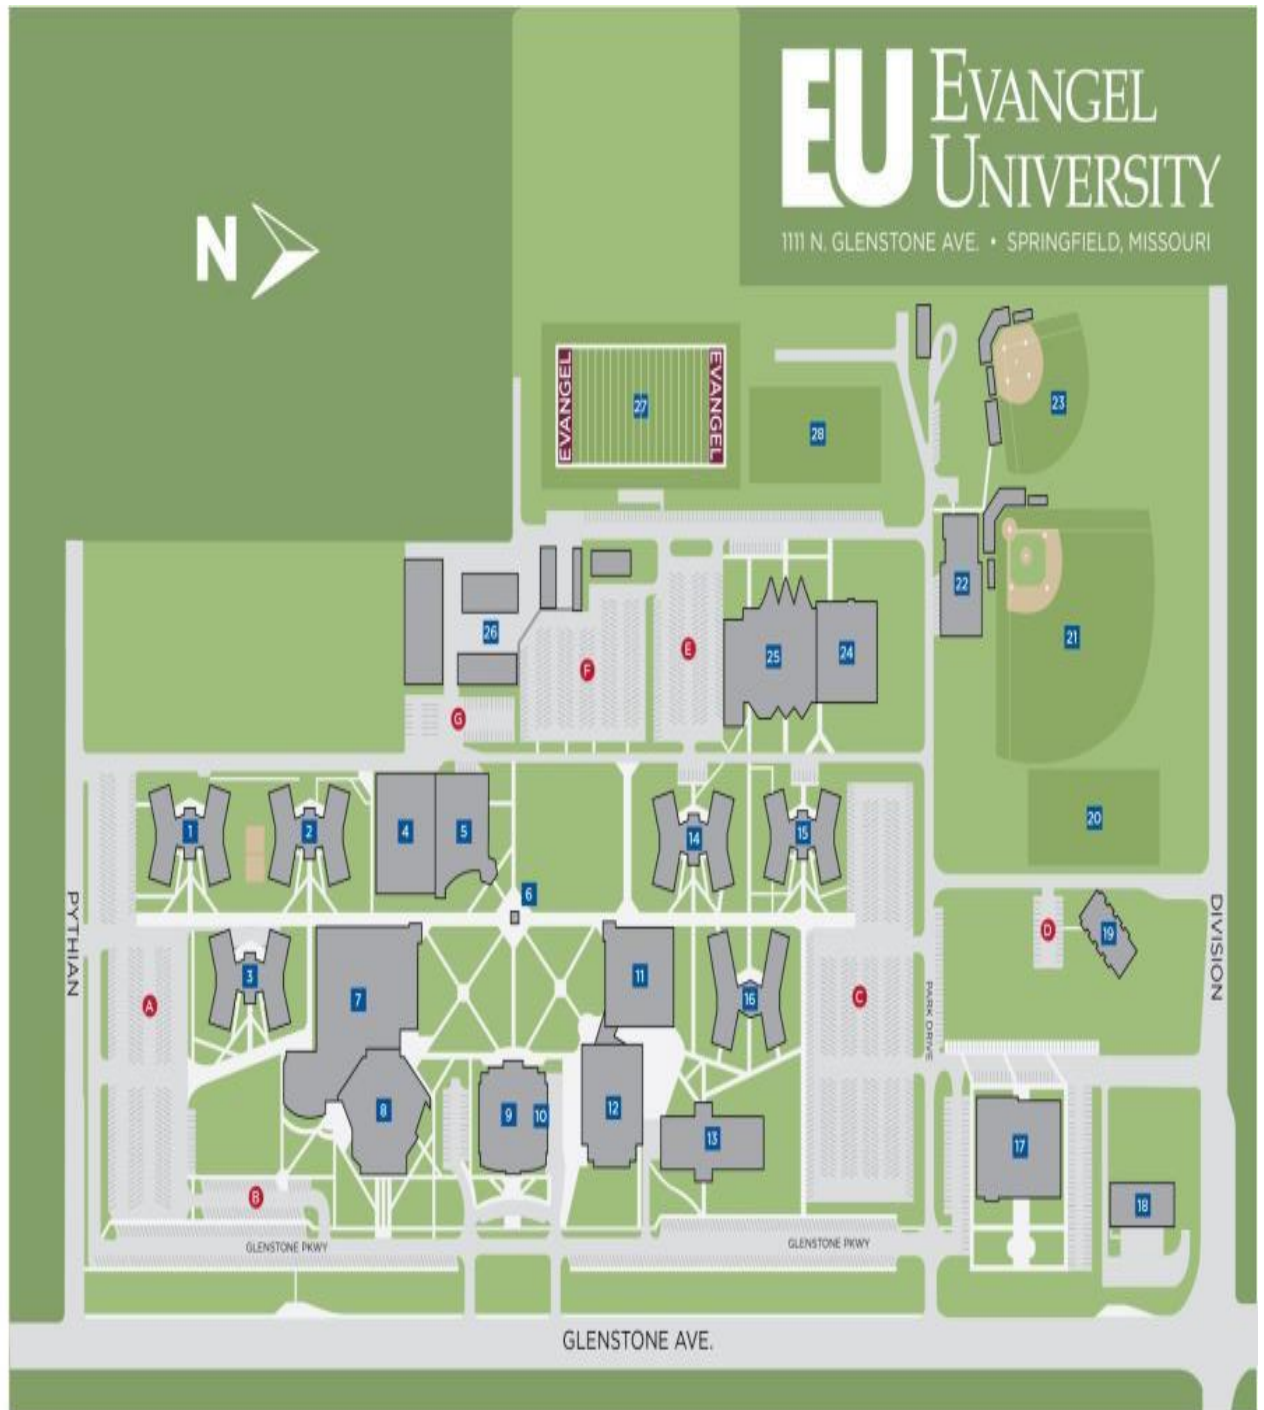 EU EVANGEL
UNIVERSITY
1111 N. GLENSTONE AVE. • SPRINGFIELD, MISSOURI
N
EVANGEL
EVANGEL
27
28
23
22
21
26
F
E
25
24
G
1
2
4
5
14
15
20
6
PYTHIAN
DIVISION
D
19
3
7
11
16
A
C
PARK DRIVE
8
9
10
12
13
17
B
18
GLENSTONE PKWY
GLENSTONE PKWY
GLENSTONE AVE.